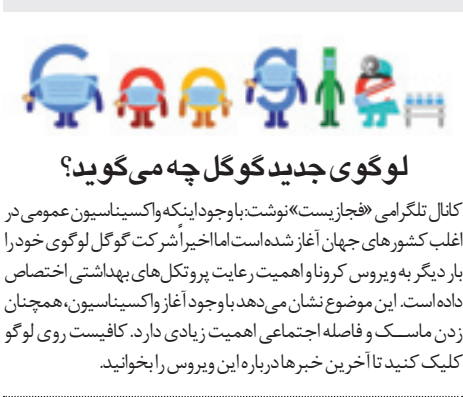 Google
لوگوی جدید گوگل چه می‌گوید؟
کانال تلگرامی «فجازیست» نوشت: با وجود اینکه واکسیناسیون عمومی در
اغلب کشورهای جهان آغاز شده است اما اخیراً شرکت گوگل لوگوی خود را
بار دیگر به ویروس کرونا و اهمیت رعایت پروتکل‌های بهداشتی اختصاص
داده است. این موضوع نشان می‌دهد با وجود آغاز واکسیناسیون، همچنان
زدن ماسک و فاصله اجتماعی اهمیت زیادی دارد. کافیست روی لوگو
کلیک کنید تا آخرین خبرها درباره این ویروس را بخوانید.